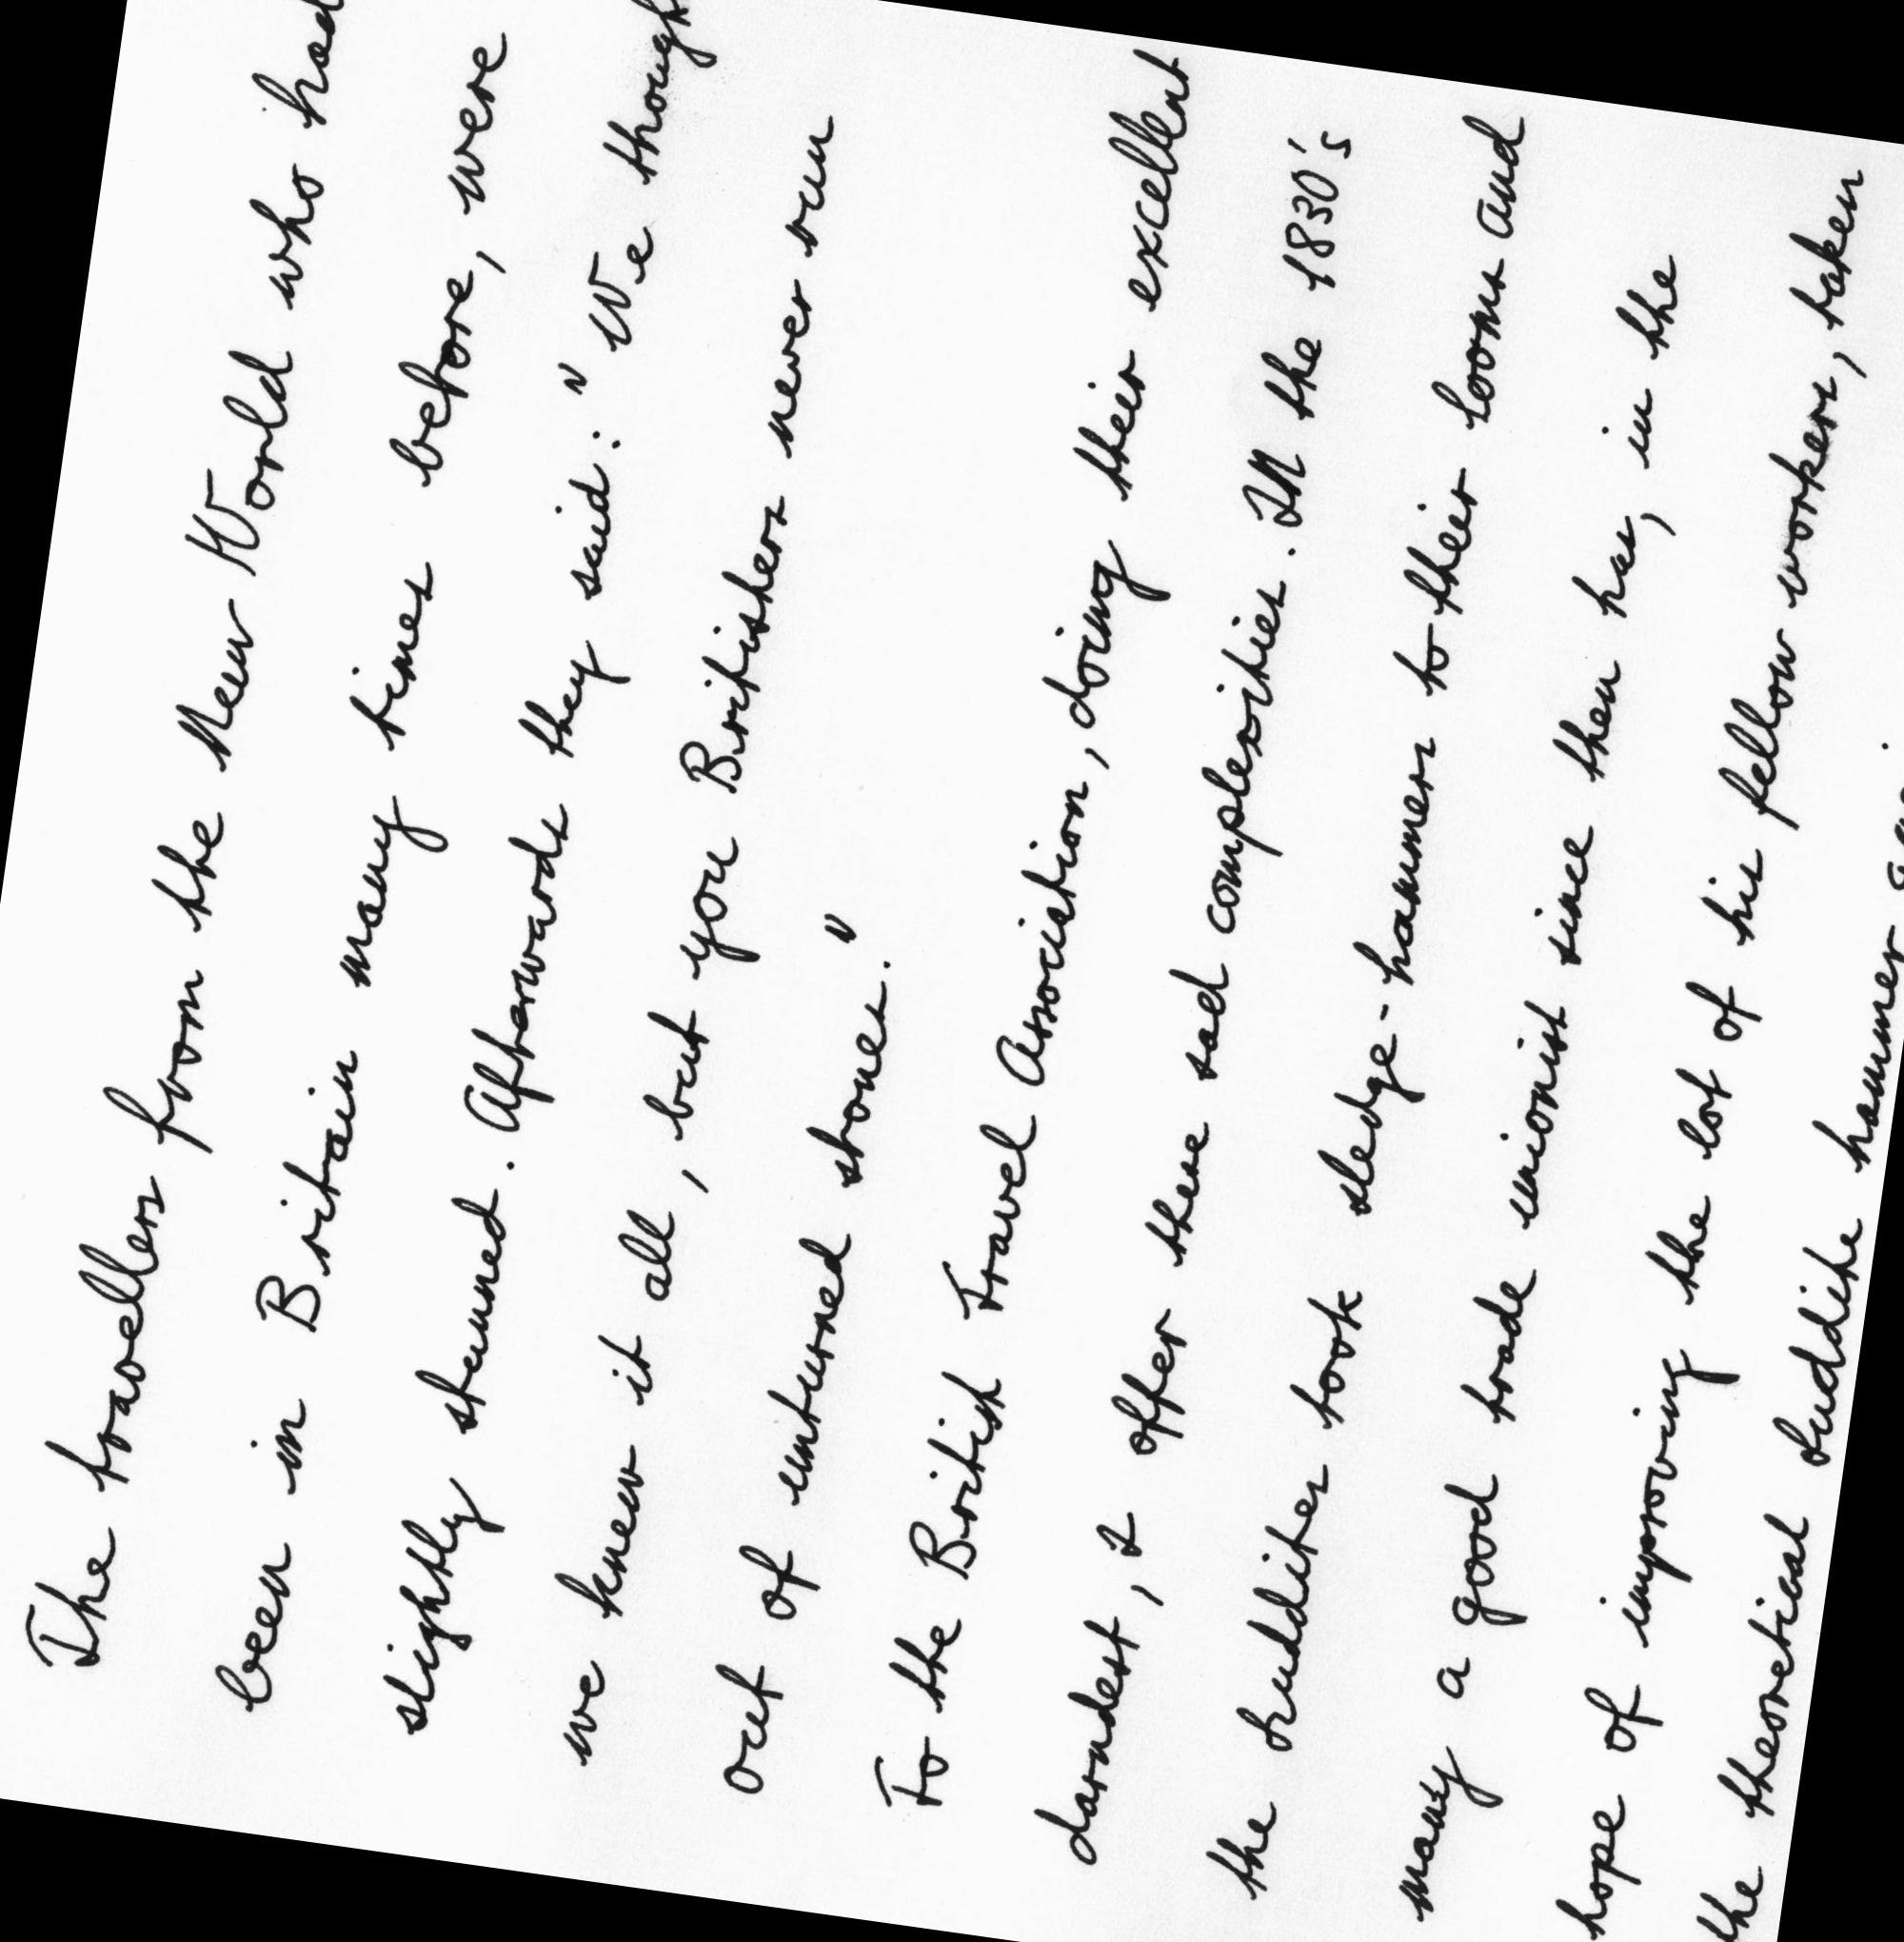 The travellers from the New World who had
been in Britain many times before, were
slightly stunned. Afterwards they said: "We though
we knew it all, but you Britishers never run
out of unturned stones."
To the British Travel Association, doing their excellent
darndest, I offer these sad complexities. In the 1830's
the Luddites took sledge-hammers to their looms and
many a good trade unionist since then has, in the
hope of improving the lot of his fellow workers, taken
the theoretical Luddite hammer